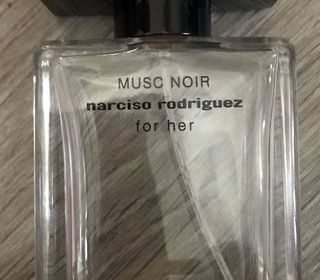 MUSC NOIR
narciso rodriguez
for her